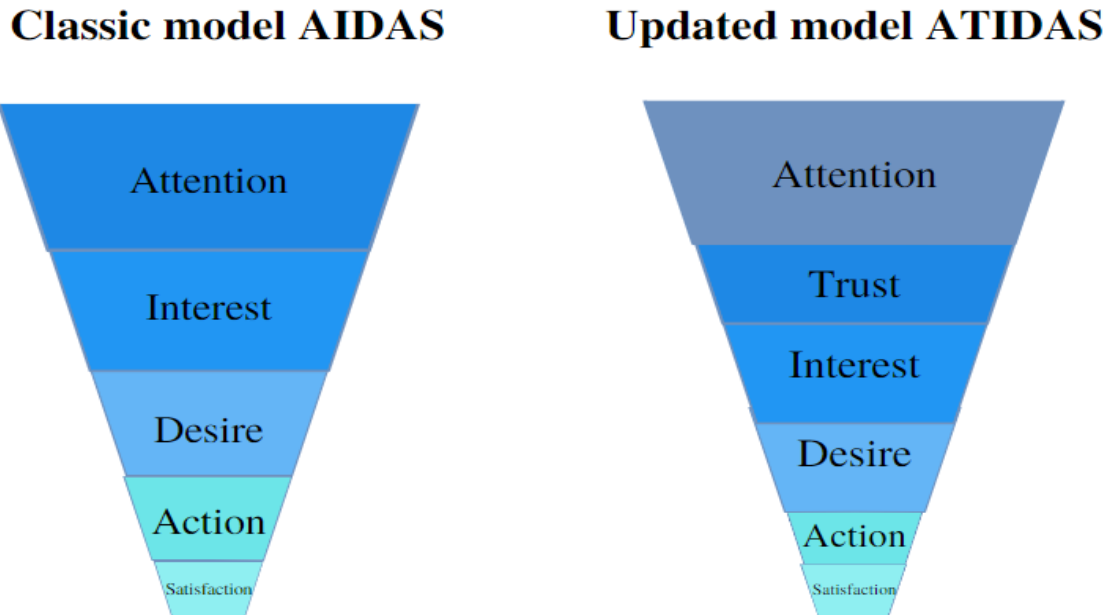 Classic model AIDAS
Attention
Interest
Desire
Action
Satisfaction
Updated model ATIDAS
Attention
Trust
Interest
Desire
Action
Satisfaction